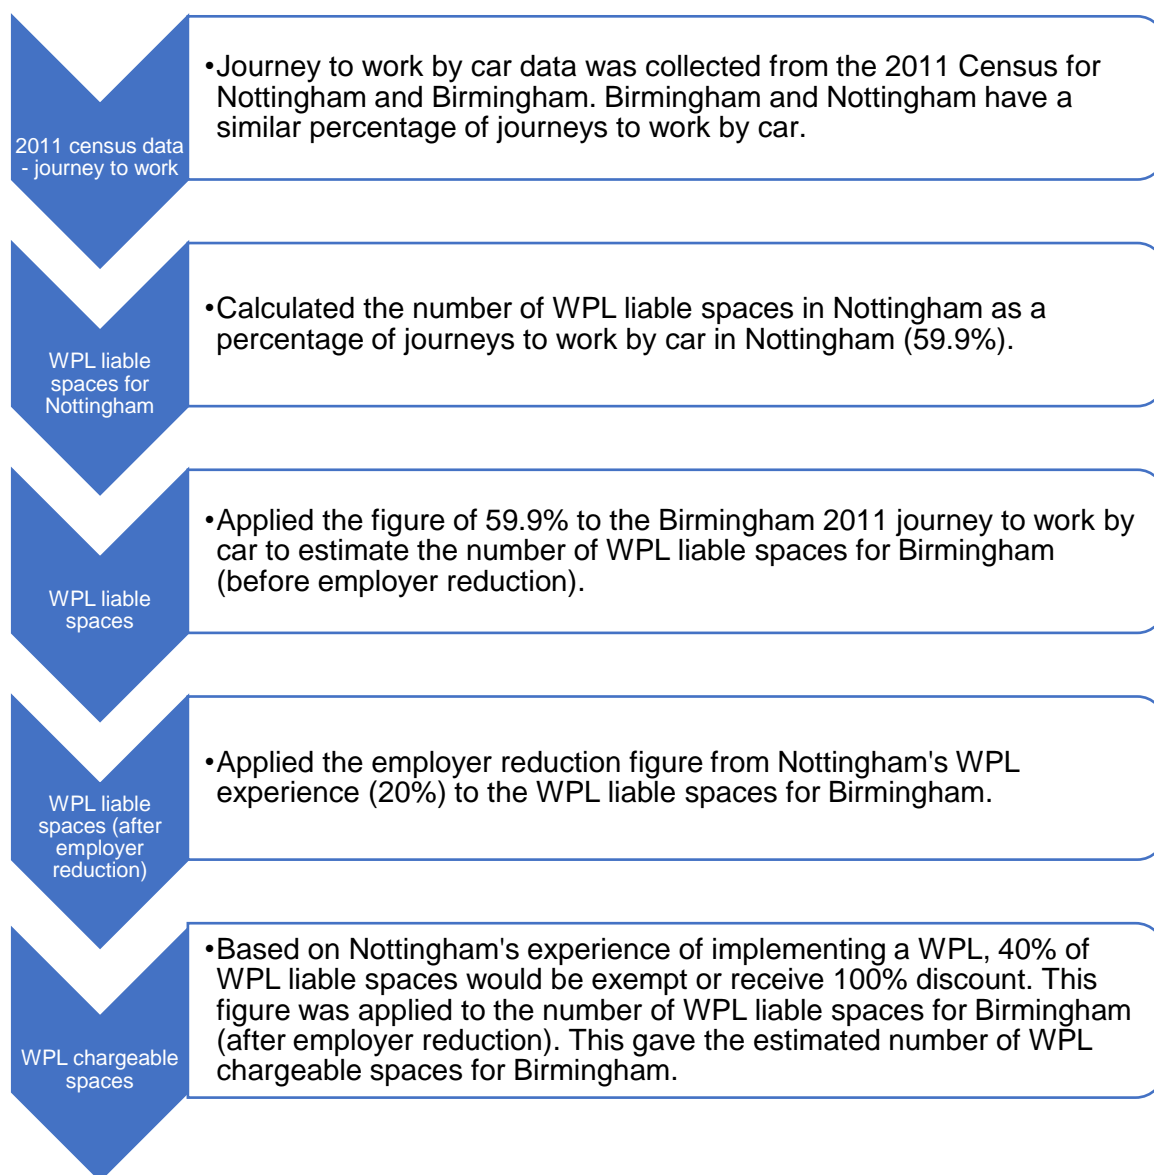 2011 census data
- journey to work
•Journey to work by car data was collected from the 2011 Census for
Nottingham and Birmingham. Birmingham and Nottingham have a
similar percentage of journeys to work by car.
WPL liable
spaces for
Nottingham
•Calculated the number of WPL liable spaces in Nottingham as a
percentage of journeys to work by car in Nottingham (59.9%).
WPL liable
spaces
•Applied the figure of 59.9% to the Birmingham 2011 journey to work by
car to estimate the number of WPL liable spaces for Birmingham
(before employer reduction).
WPL liable
spaces (after
employer
reduction)
•Applied the employer reduction figure from Nottingham's WPL
experience (20%) to the WPL liable spaces for Birmingham.
WPL chargeable
spaces
•Based on Nottingham's experience of implementing a WPL, 40% of
WPL liable spaces would be exempt or receive 100% discount. This
figure was applied to the number of WPL liable spaces for Birmingham
(after employer reduction). This gave the estimated number of WPL
chargeable spaces for Birmingham.